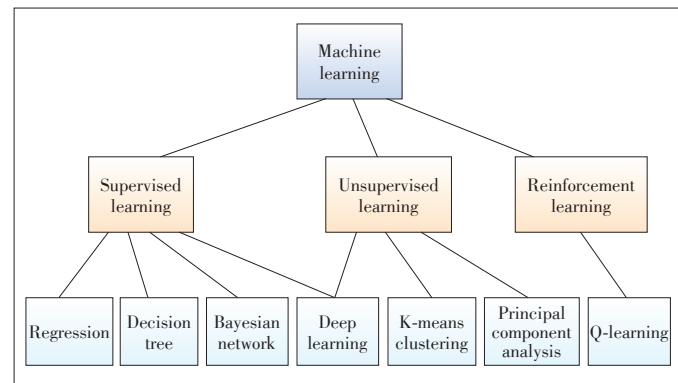 Machine
learning
Supervised
learning
Unsupervised
learning
Reinforcement
learning
Regression
Decision
tree
Bayesian
network
Deep
learning
K-means
clustering
Principal
component
analysis
Q-learning